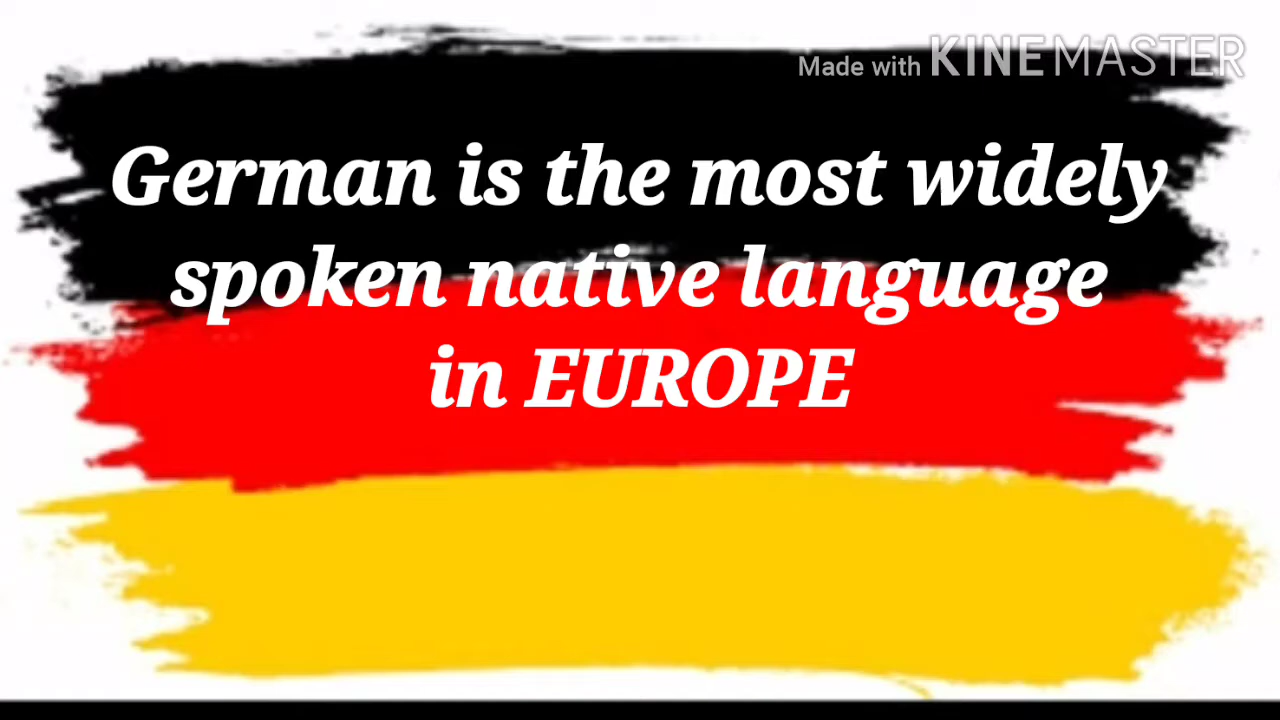 Made with KINEMASTER
German is the most widely
spoken native language
in EUROPE